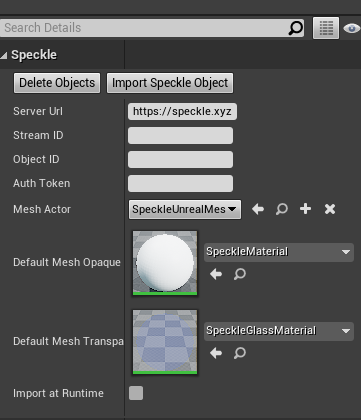 Search Details
Speckle
Delete Objects Import Speckle Object
Server Url https://speckle.xyz
Stream ID
Object ID
Auth Token
Mesh Actor SpeckleUnrealMes
Default Mesh Opaque SpeckleMaterial
Default Mesh Transpa SpeckleGlassMaterial
Import at Runtime